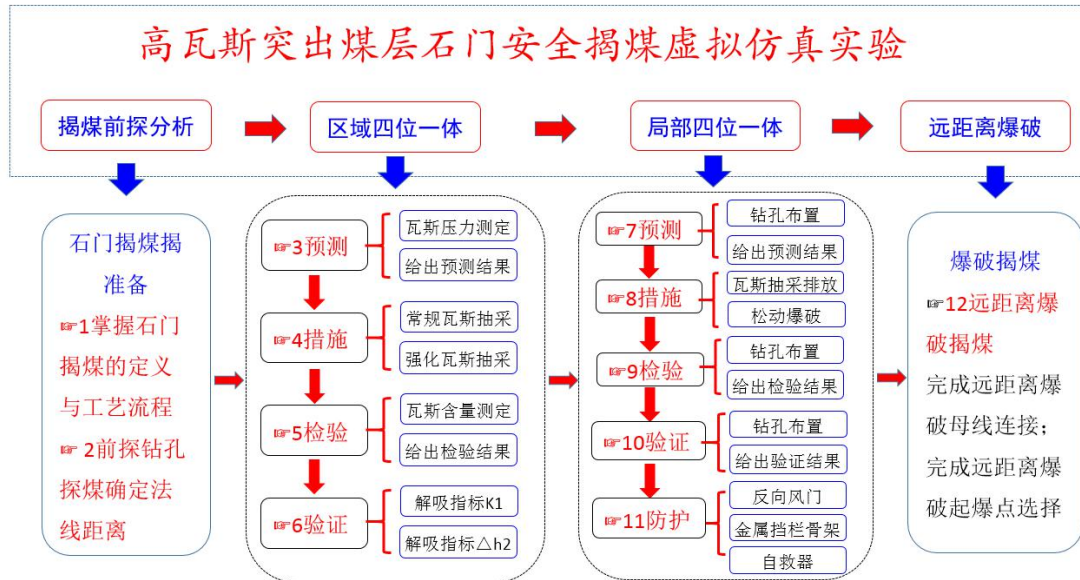 高瓦斯突出煤层石门安全揭煤虚拟仿真实验
揭煤前探分析
区域四位一体
局部四位一体
远距离爆破
石门揭煤揭
准备
☞1掌握石门
揭煤的定义
与工艺流程
☞ 2前探钻孔
探煤确定法
线距离
☞3预测
瓦斯压力测定
给出预测结果
☞4措施
常规瓦斯抽采
强化瓦斯抽采
☞5检验
瓦斯含量测定
给出检验结果
☞6验证
解吸指标K1
解吸指标△h2
☞7预测
钻孔布置
给出预测结果
☞8措施
瓦斯抽采排放
松动爆破
☞9检验
钻孔布置
给出检验结果
☞10验证
钻孔布置
给出验证结果
☞11防护
反向风门
金属挡栏骨架
自救器
爆破揭煤
☞12远距离爆
破揭煤
完成远距离爆
破母线连接;
完成远距离爆
破起爆点选择